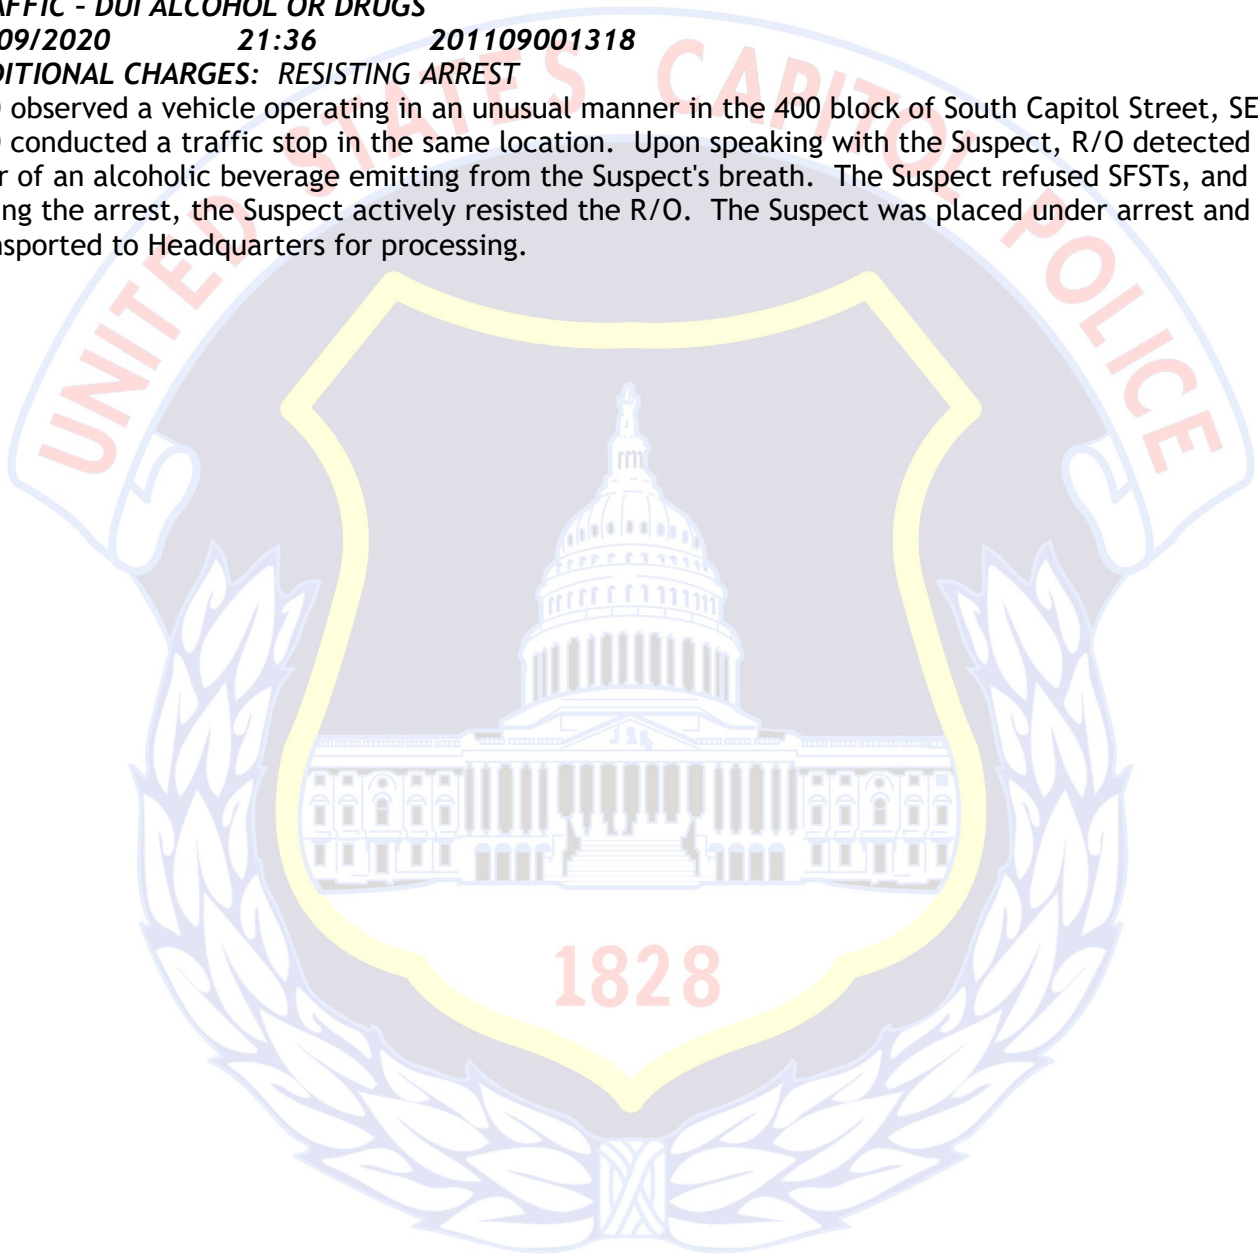 AFFIC – DUI ALCOHOL OR DRUGS
09/2020 21:36 201109001318
DITIONAL CHARGES: RESISTING ARREST
observed a vehicle operating in an unusual manner in the 400 block of South Capitol Street, SE
conducted a traffic stop in the same location. Upon speaking with the Suspect, R/O detected
r of an alcoholic beverage emitting from the Suspect's breath. The Suspect refused SFSTs, and
ing the arrest, the Suspect actively resisted the R/O. The Suspect was placed under arrest and
nsported to Headquarters for processing.
UNITED STATES CAPITOL POLICE
1828